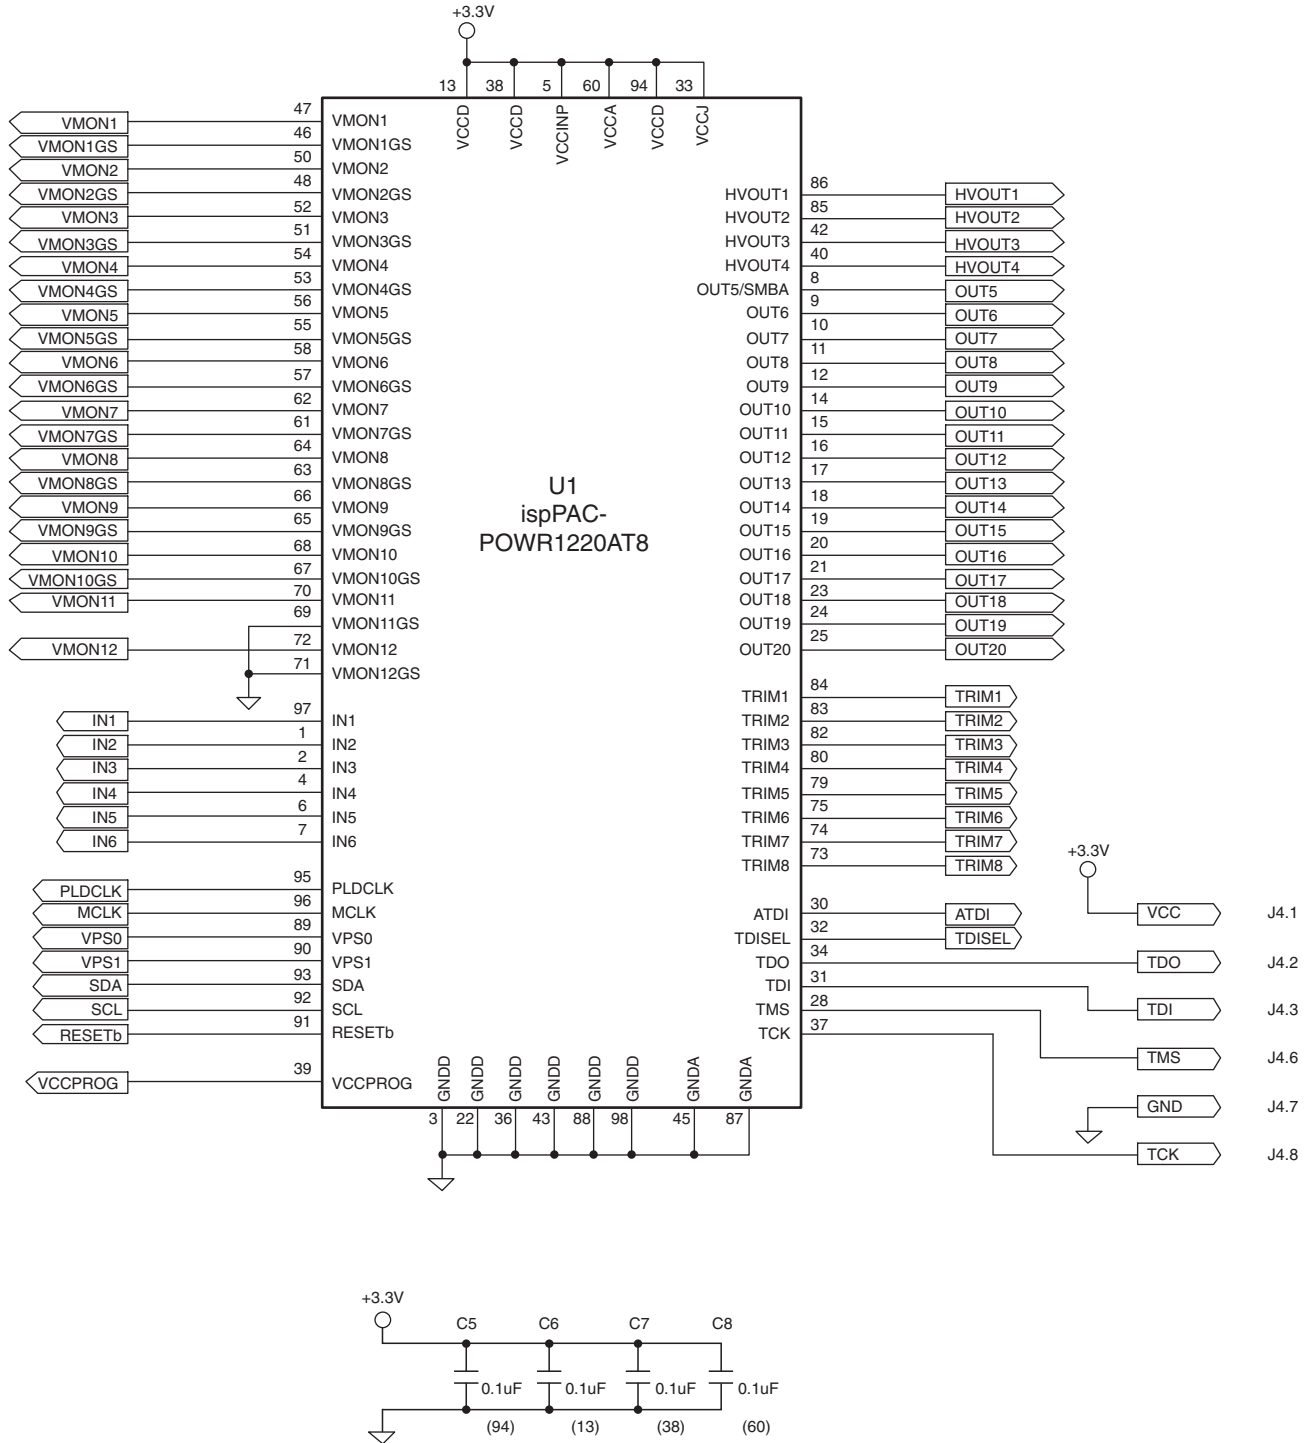 +3.3V
13 38 5 60 94 33
VCCD VCCD VCCINP VCCA VCCD VCCJ
VMON1 47 VMON1
VMON1GS 46 VMON1GS
VMON2 50 VMON2
VMON2GS 48 VMON2GS HVOUT1 86 HVOUT1
VMON3 52 VMON3 HVOUT2 85 HVOUT2
VMON3GS 51 VMON3GS HVOUT3 42 HVOUT3
VMON4 54 VMON4 HVOUT4 40 HVOUT4
VMON4GS 53 VMON4GS OUT5/SMBA 8 OUT5
VMON5 56 VMON5 OUT6 9 OUT6
VMON5GS 55 VMON5GS OUT7 10 OUT7
VMON6 58 VMON6 OUT8 11 OUT8
VMON6GS 57 VMON6GS OUT9 12 OUT9
VMON7 62 VMON7 OUT10 14 OUT10
VMON7GS 61 VMON7GS OUT11 15 OUT11
VMON8 64 VMON8 OUT12 16 OUT12
VMON8GS 63 VMON8GS OUT13 17 OUT13
VMON9 66 VMON9 OUT14 18 OUT14
VMON9GS 65 VMON9GS OUT15 19 OUT15
VMON10 68 VMON10 OUT16 20 OUT16
VMON10GS 67 VMON10GS OUT17 21 OUT17
VMON11 70 VMON11 OUT18 23 OUT18
69 VMON11GS OUT19 24 OUT19
VMON12 72 VMON12 OUT20 25 OUT20
71 VMON12GS
U1
ispPAC-
POWR1220AT8
TRIM1 84 TRIM1
IN1 97 IN1 TRIM2 83 TRIM2
IN2 1 IN2 TRIM3 82 TRIM3
IN3 2 IN3 TRIM4 80 TRIM4
IN4 4 IN4 TRIM5 79 TRIM5
IN5 6 IN5 TRIM6 75 TRIM6
IN6 7 IN6 TRIM7 74 TRIM7
TRIM8 73 TRIM8
+3.3V
PLDCLK 95 PLDCLK
MCLK 96 MCLK ATDI 30 ATDI VCC J4.1
VPS0 89 VPS0 TDISEL 32 TDISEL
VPS1 90 VPS1 TDO 34 TDO J4.2
SDA 93 SDA TDI 31
SCL 92 SCL TMS 28 TDI J4.3
RESETb 91 RESETb TCK 37
TMS J4.6
VCCPROG 39 VCCPROG
GNDD GNDD GNDD GNDD GNDD GNDD GNDA GNDA
GND J4.7
3 22 36 43 88 98 45 87
TCK J4.8
+3.3V
C5 C6 C7 C8
0.1uF 0.1uF 0.1uF 0.1uF
(94) (13) (38) (60)